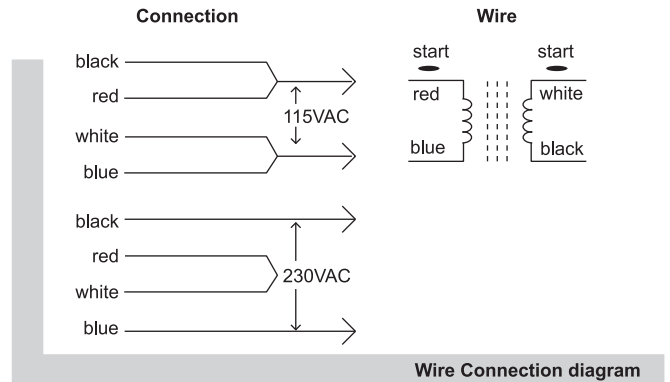 Connection
black
red
115VAC
white
blue
black
red
230VAC
white
blue
Wire
start
start
red
white
blue
black
Wire Connection diagram